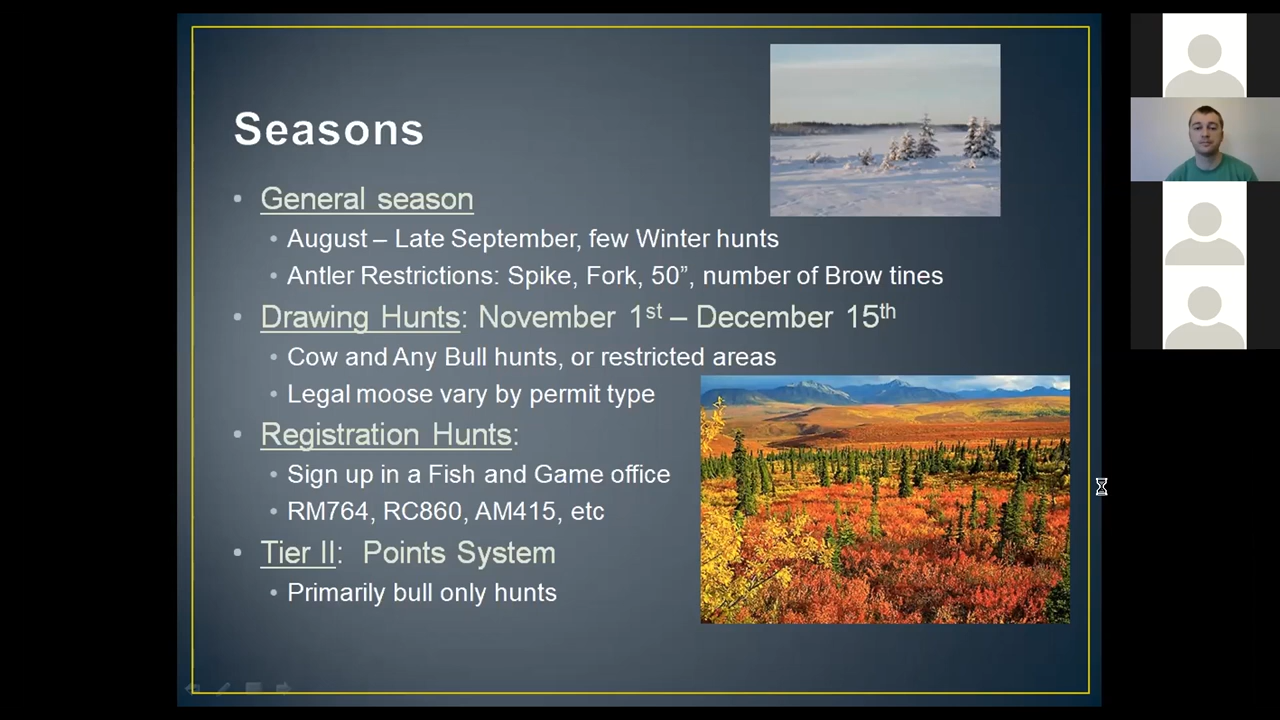 Seasons
• General season
• August – Late September, few Winter hunts
• Antler Restrictions: Spike, Fork, 50”, number of Brow tines
• Drawing Hunts: November 1st – December 15th
• Cow and Any Bull hunts, or restricted areas
• Legal moose vary by permit type
• Registration Hunts:
• Sign up in a Fish and Game office
• RM764, RC860, AM415, etc
• Tier II: Points System
• Primarily bull only hunts